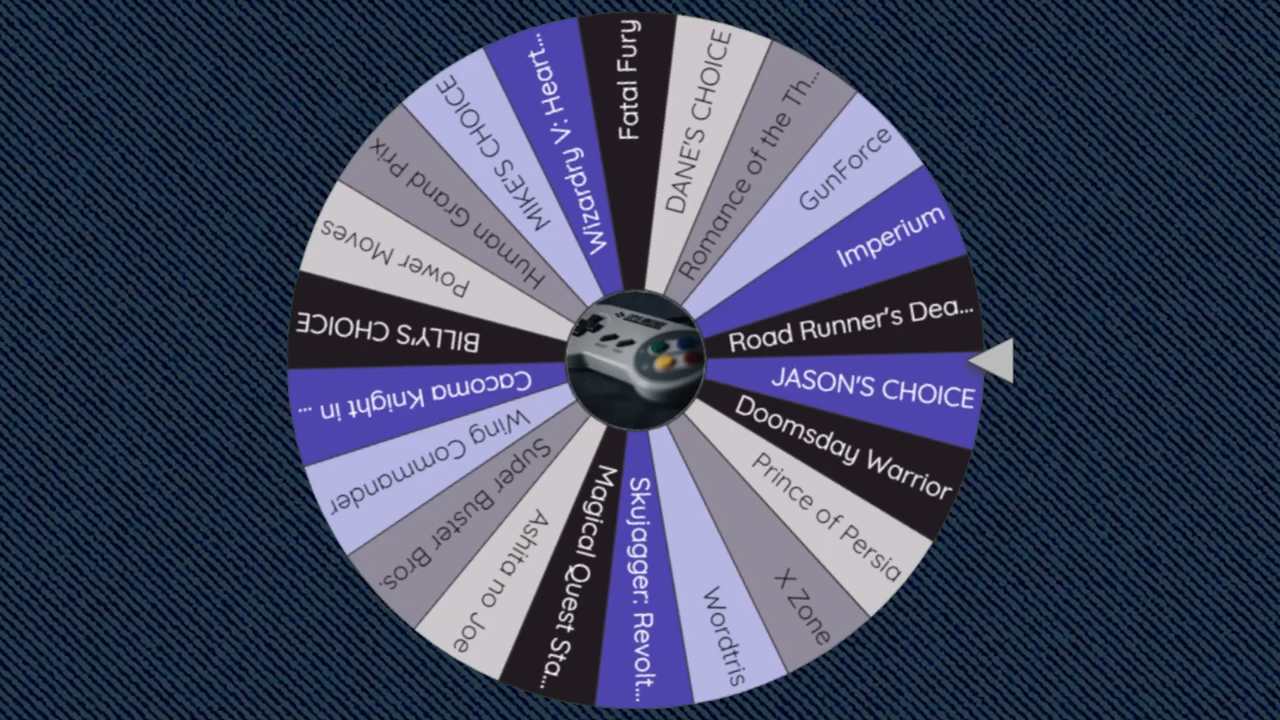 Fatal Fury
DANE'S CHOICE
Romance of the Th...
GunForce
Imperium
Road Runner's Dea...
JASON'S CHOICE
Doomsday Warrior
Prince of Persia
X Zone
Wordtris
Skujagger: Revolt...
Magical Quest Sta...
Ashita no Joe
Super Buster Bros.
Wing Commander
Cacoma Knight in ...
BILLY'S CHOICE
Power Moves
Human Grand Prix
MIKE'S CHOICE
Wizardry V: Heart...